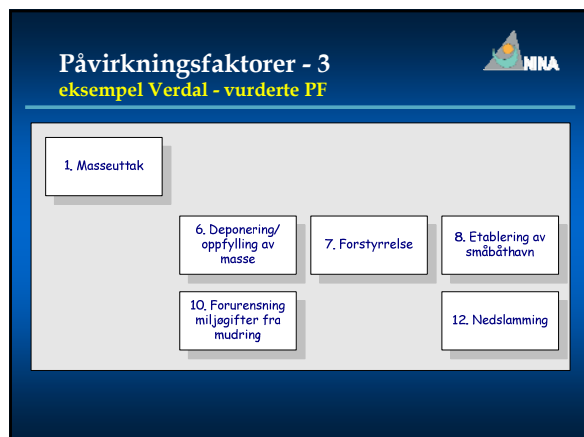 Påvirkningsfaktorer - 3
eksempel Verdal - vurderte PF
NINA
1. Masseuttak
6. Deponering/
oppfylling av
masse
7. Forstyrrelse
8. Etablering av
småbåthavn
10. Forurensning
miljøgifter fra
mudring
12. Nedslamming